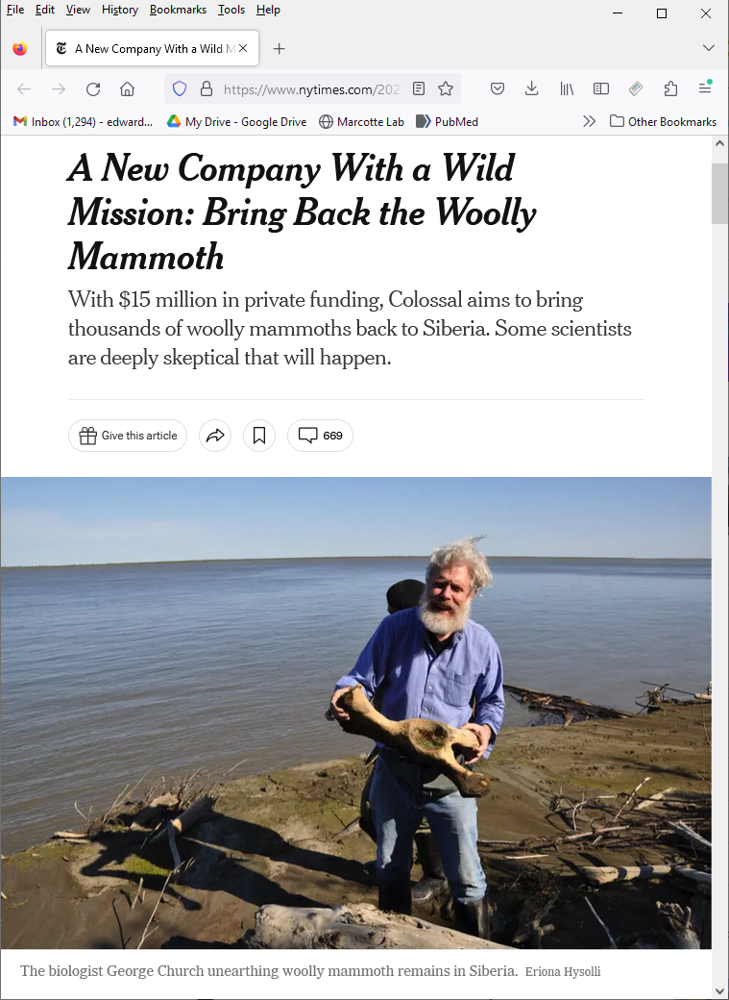 File Edit View History Bookmarks Tools Help
A New Company With a Wild M
https://www.nytimes.com/202
Inbox (1,294) - edward... My Drive - Google Drive Marcotte Lab PubMed Other Bookmarks
A New Company With a Wild
Mission: Bring Back the Woolly
Mammoth
With $15 million in private funding, Colossal aims to bring
thousands of woolly mammoths back to Siberia. Some scientists
are deeply skeptical that will happen.
Give this article 669
The biologist George Church unearthing woolly mammoth remains in Siberia. Eriona Hysolli